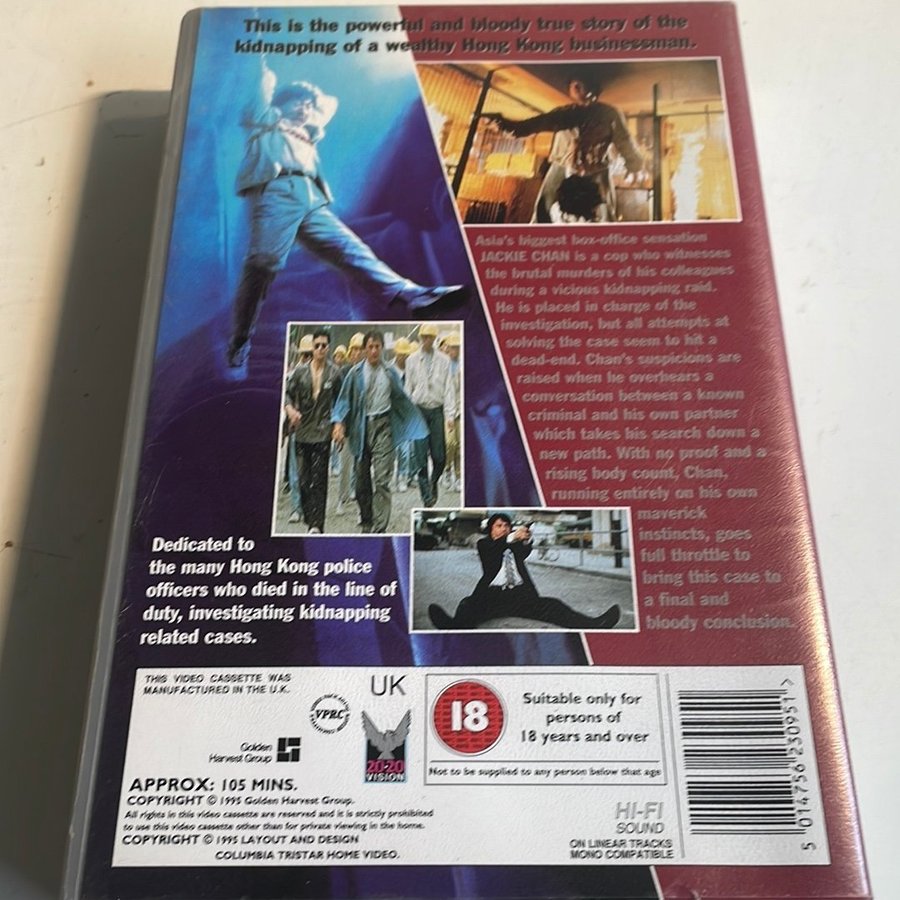 This is the powerful and bloody true story of the
kidnapping of a wealthy Hong Kong businessman.
Asia's biggest box-office sensation
JACKIE CHAN is a cop who witnesses
the brutal murders of his colleagues
during a vicious kidnapping raid.
He is placed in charge of the
investigation, but all attempts at
solving the case seem to hit a
dead-end. Chan's suspicions are
raised when he overhears a
conversation between a known
criminal and his own partner
which takes his search down a
new path. With no proof and a
rising body count, Chan,
running entirely on his own
maverick
instincts, goes
full throttle to
bring this case to
a final and
bloody conclusion.
Dedicated to
the many Hong Kong police
officers who died in the line of
duty, investigating kidnapping
related cases.
THIS VIDEO CASSETTE WAS
MANUFACTURED IN THE U.K.
VPRC
UK
20·20
VISION
Golden
Harvest Group
18
Suitable only for
persons of
18 years and over
Not to be supplied to any person below that age
APPROX: 105 MINS.
COPYRIGHT © 1995 Golden Harvest Group.
All rights in this video cassette are reserved and it is strictly prohibited
to use this video cassette other than for private viewing in the home.
COPYRIGHT © 1995 LAYOUT AND DESIGN
COLUMBIA TRISTAR HOME VIDEO.
HI-FI
SOUND
ON LINEAR TRACKS
MONO COMPATIBLE
5 014756 230951 >